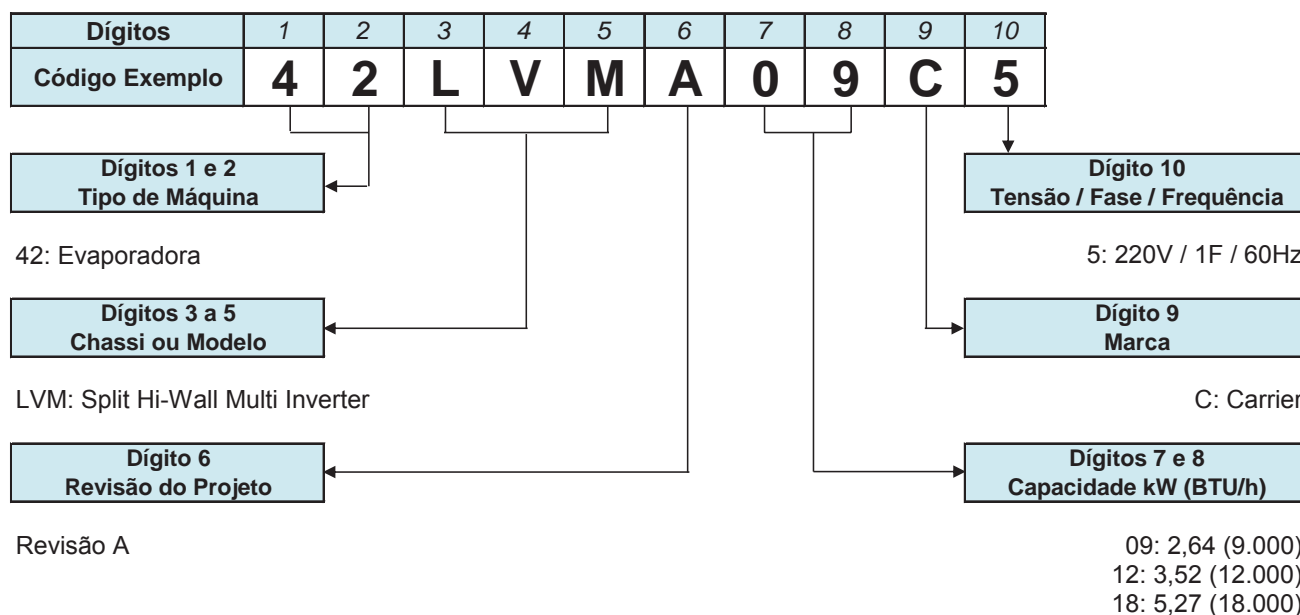 Dígitos 1 2 3 4 5 6 7 8 9 10
Código Exemplo 4 2 L V M A 0 9 C 5
Dígitos 1 e 2
Tipo de Máquina
Dígito 10
Tensão / Fase / Frequência
42: Evaporadora
5: 220V / 1F / 60Hz
Dígitos 3 a 5
Chassi ou Modelo
Dígito 9
Marca
LVM: Split Hi-Wall Multi Inverter
C: Carrier
Dígito 6
Revisão do Projeto
Dígitos 7 e 8
Capacidade kW (BTU/h)
Revisão A
09: 2,64 (9.000)
12: 3,52 (12.000)
18: 5,27 (18.000)